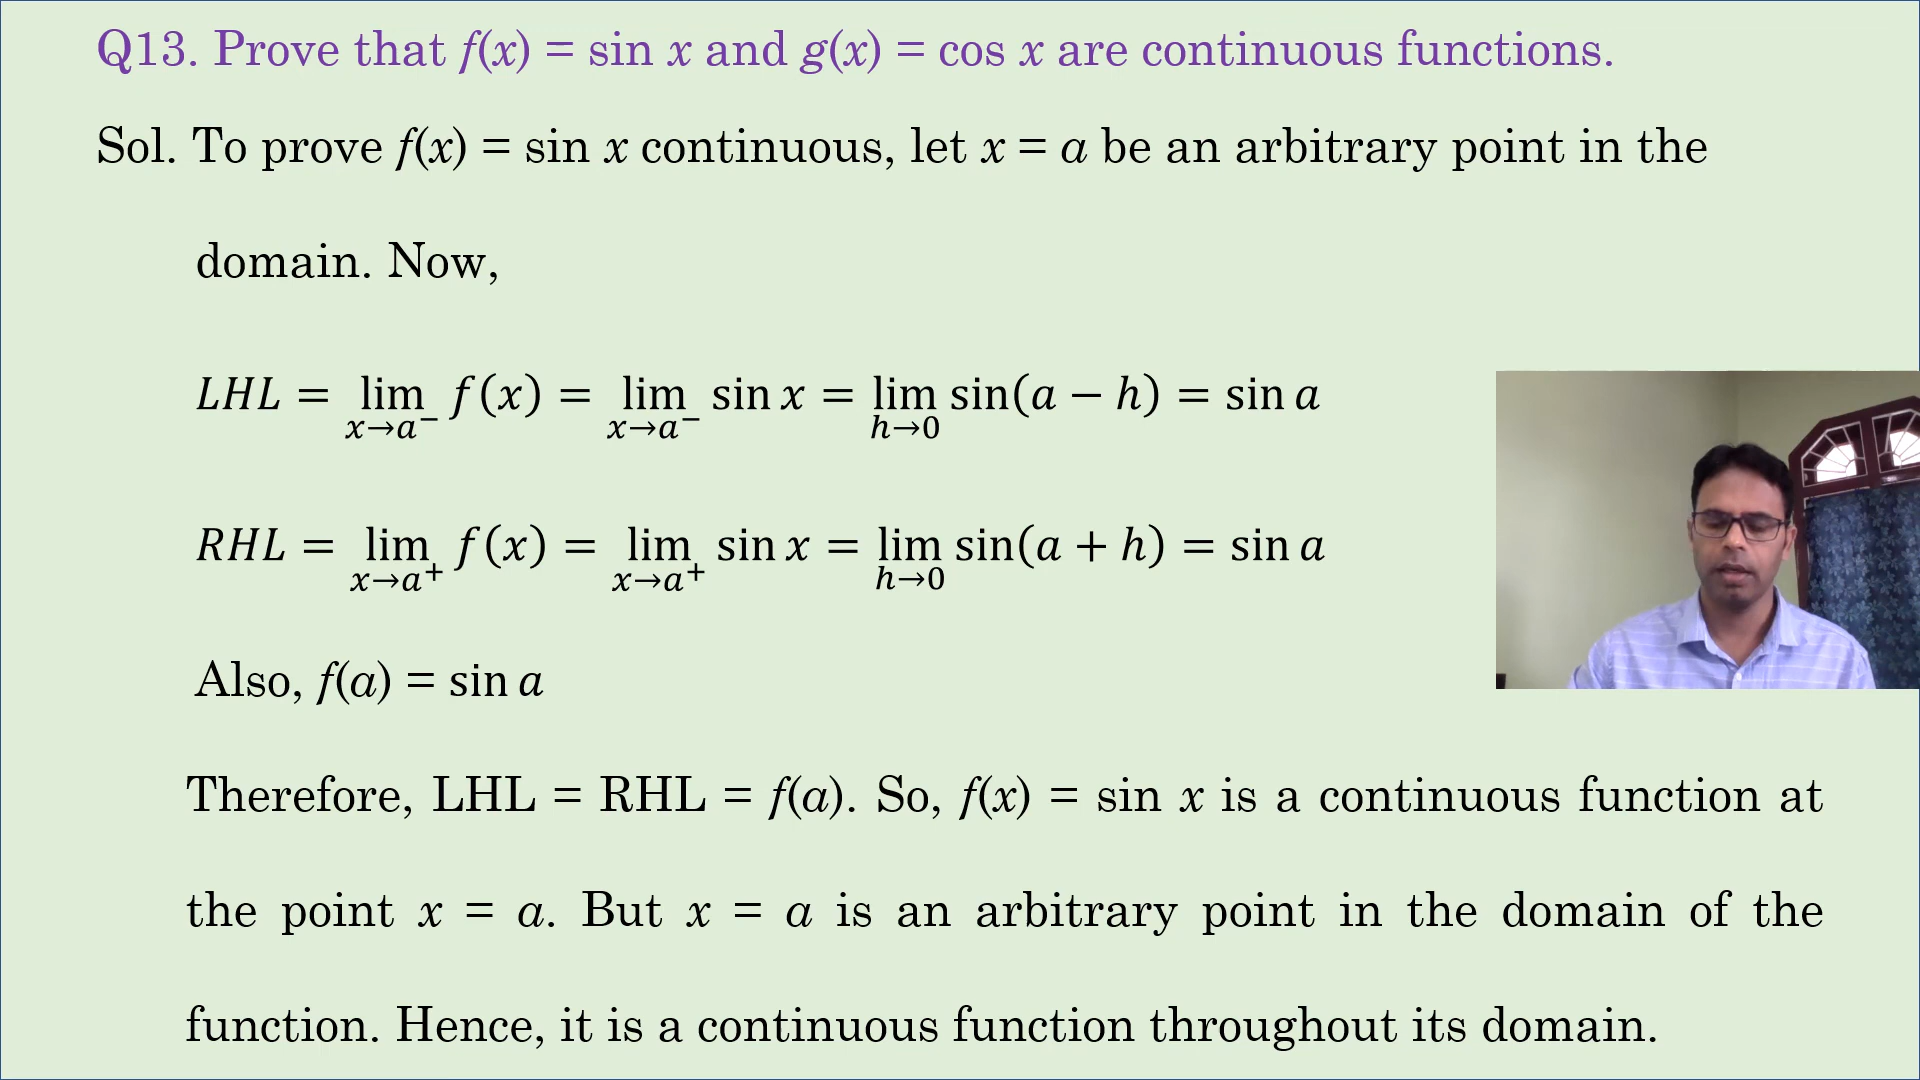 Q13. Prove that f(x) = sin x and g(x) = cos x are continuous functions.
Sol. To prove f(x) = sin x continuous, let x = a be an arbitrary point in the
domain. Now,
LHL = lim_{x→a⁻} f(x) = lim_{x→a⁻} sin x = lim_{h→0} sin(a − h) = sin a
RHL = lim_{x→a⁺} f(x) = lim_{x→a⁺} sin x = lim_{h→0} sin(a + h) = sin a
Also, f(a) = sin a
Therefore, LHL = RHL = f(a). So, f(x) = sin x is a continuous function at
the point x = a. But x = a is an arbitrary point in the domain of the
function. Hence, it is a continuous function throughout its domain.